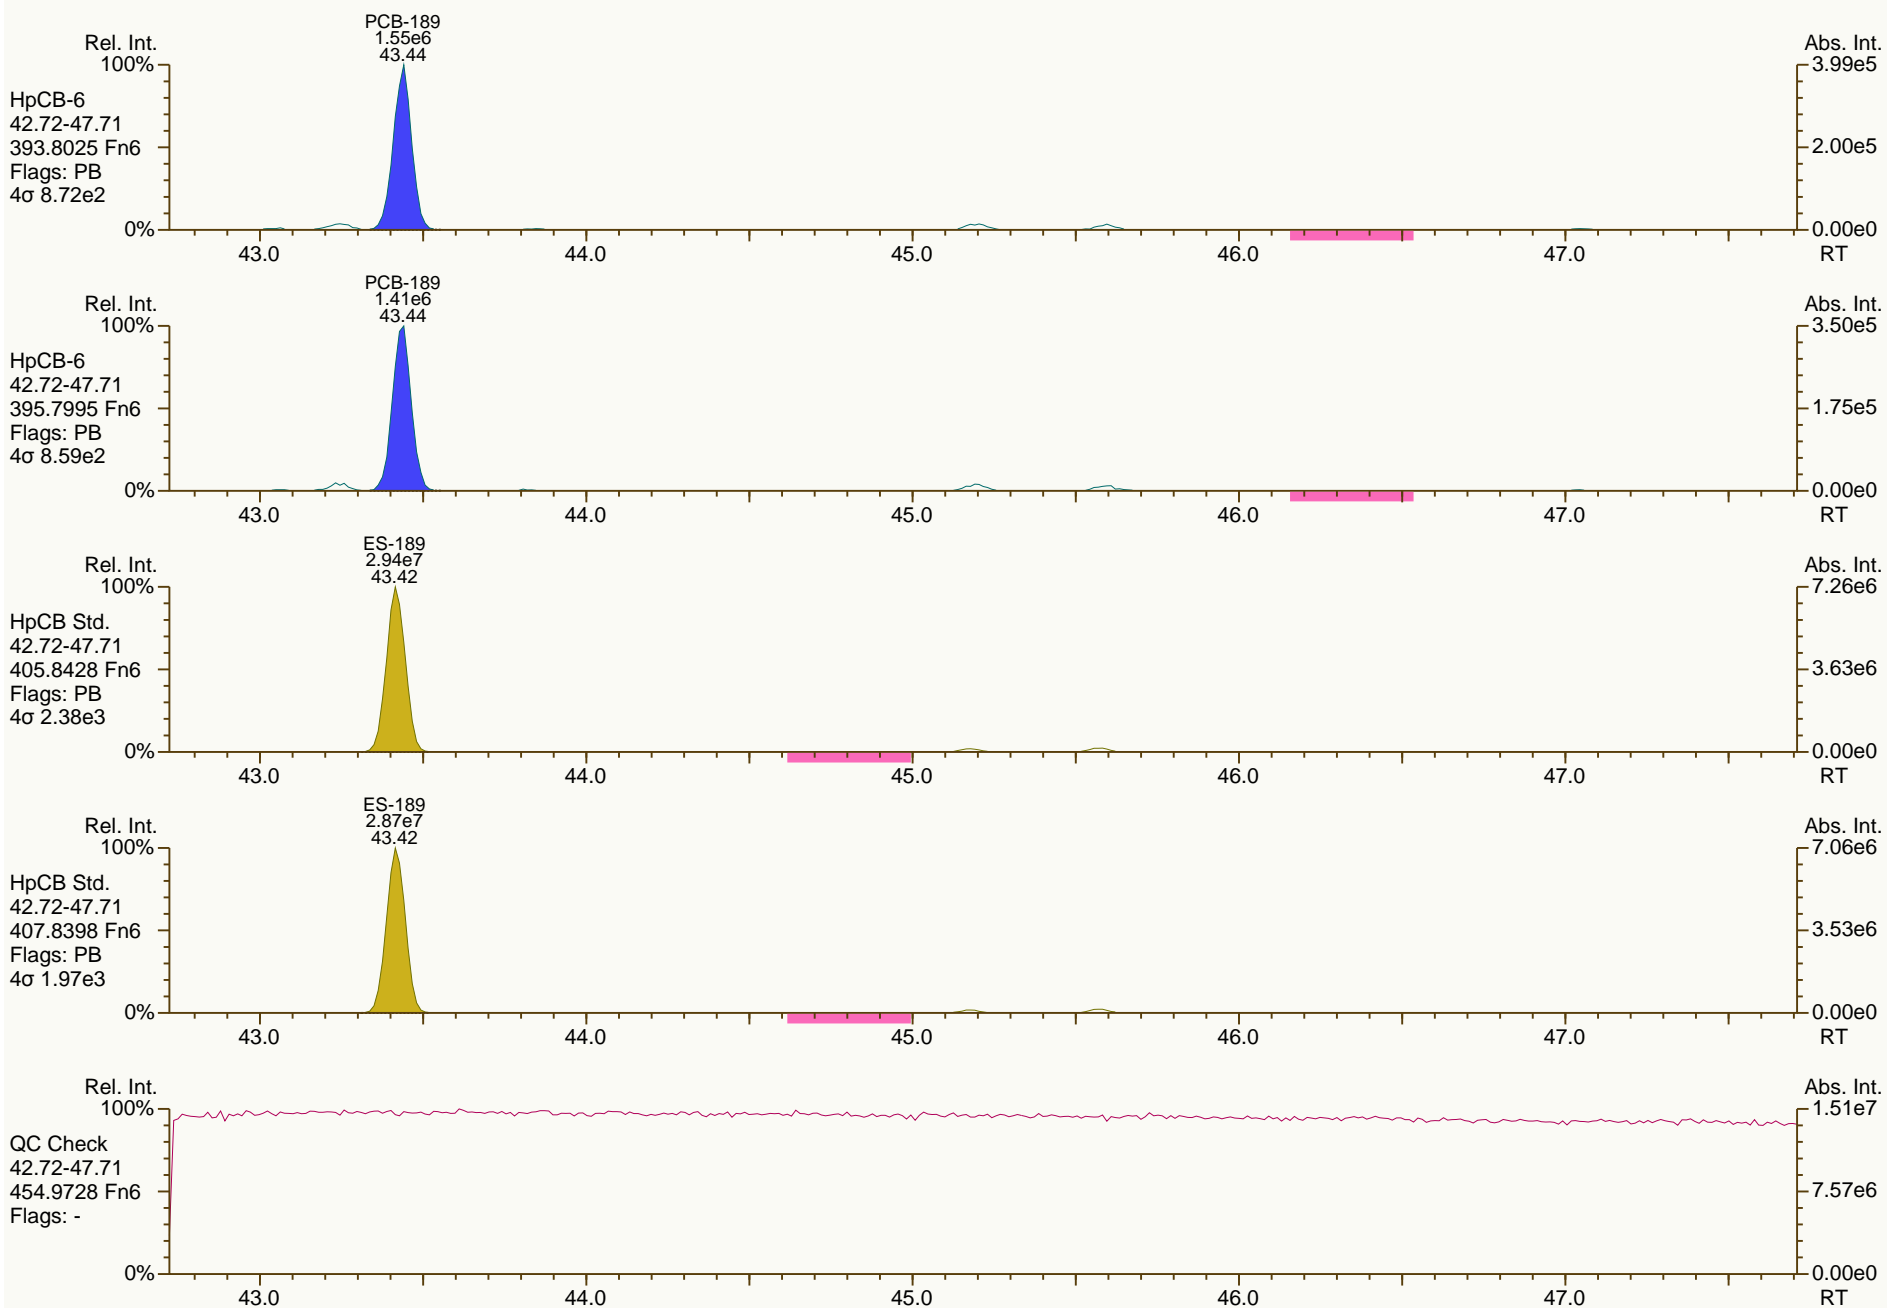 PCB-189
1.55e6
43.44
Rel. Int.
Abs. Int.
100%
3.99e5
HpCB-6
42.72-47.71
393.8025 Fn6
2.00e5
Flags: PB
4σ 8.72e2
0%
0.00e0
43.0 44.0 45.0 46.0 47.0 RT
PCB-189
1.41e6
43.44
Rel. Int.
Abs. Int.
100%
3.50e5
HpCB-6
42.72-47.71
395.7995 Fn6
1.75e5
Flags: PB
4σ 8.59e2
0%
0.00e0
43.0 44.0 45.0 46.0 47.0 RT
ES-189
2.94e7
43.42
Rel. Int.
Abs. Int.
100%
7.26e6
HpCB Std.
42.72-47.71
405.8428 Fn6
3.63e6
Flags: PB
4σ 2.38e3
0%
0.00e0
43.0 44.0 45.0 46.0 47.0 RT
ES-189
2.87e7
43.42
Rel. Int.
Abs. Int.
100%
7.06e6
HpCB Std.
42.72-47.71
407.8398 Fn6
3.53e6
Flags: PB
4σ 1.97e3
0%
0.00e0
43.0 44.0 45.0 46.0 47.0 RT
Rel. Int.
Abs. Int.
100%
1.51e7
QC Check
42.72-47.71
454.9728 Fn6
7.57e6
Flags: -
0%
0.00e0
43.0 44.0 45.0 46.0 47.0 RT